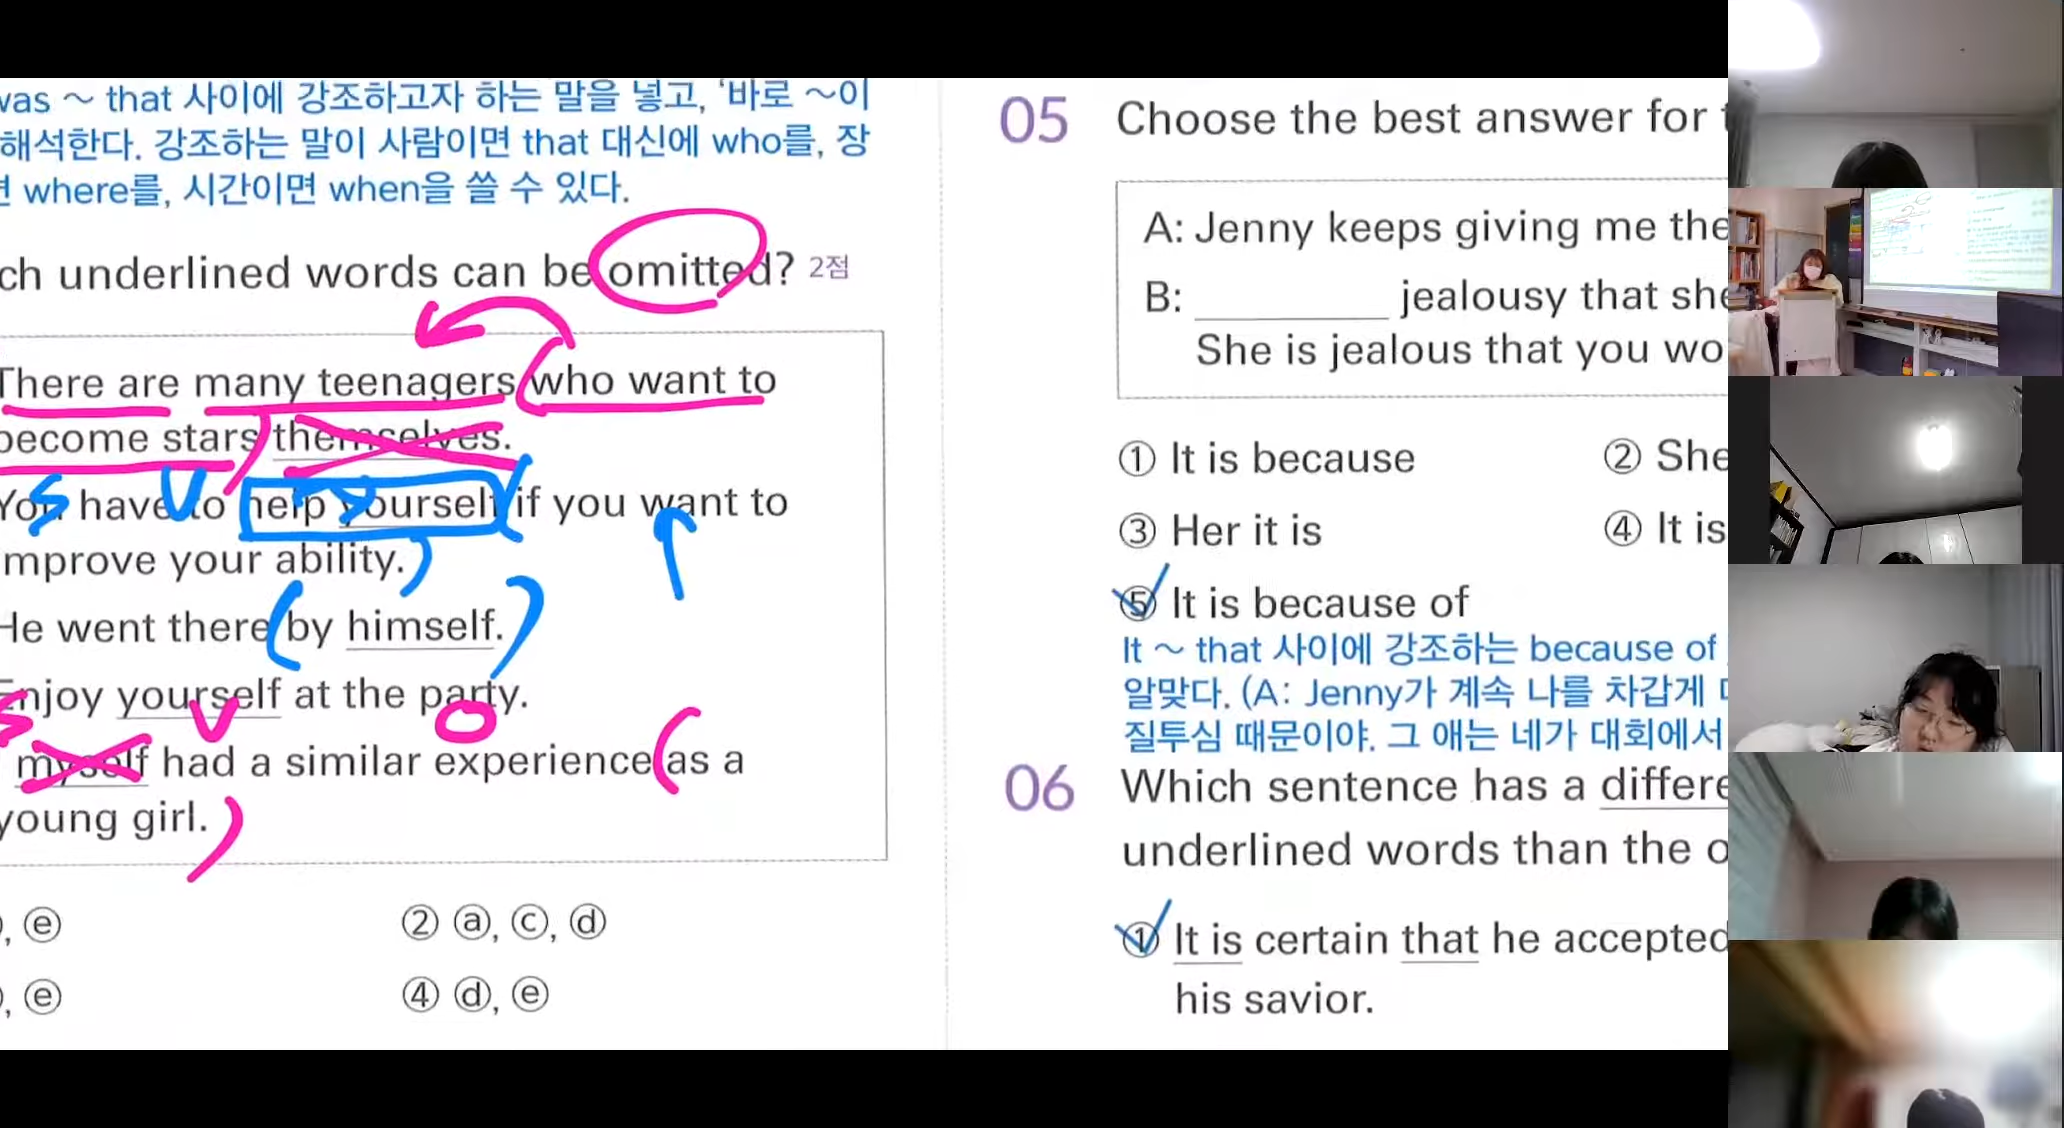 was ~ that 사이에 강조하고자 하는 말을 넣고, ‘바로 ~이
해석한다. 강조하는 말이 사람이면 that 대신에 who를, 장
면 where를, 시간이면 when을 쓸 수 있다.
ch underlined words can be omitted? 2점
There are many teenagers who want to
become stars themselves.
You have to help yourself if you want to
improve your ability.
He went there by himself.
Enjoy yourself at the party.
myself had a similar experience as a
young girl.
, ⓔ
② ⓐ, ⓒ, ⓓ
, ⓔ
④ ⓓ, ⓔ
S V
S V O
05 Choose the best answer for
A: Jenny keeps giving me the
B: __________ jealousy that she
She is jealous that you wo
① It is because
② She
③ Her it is
④ It is
⑤ It is because of
It ~ that 사이에 강조하는 because of
알맞다. (A: Jenny가 계속 나를 차갑게
질투심 때문이야. 그 애는 네가 대회에서
06 Which sentence has a differe
underlined words than the o
① It is certain that he accepted
his savior.